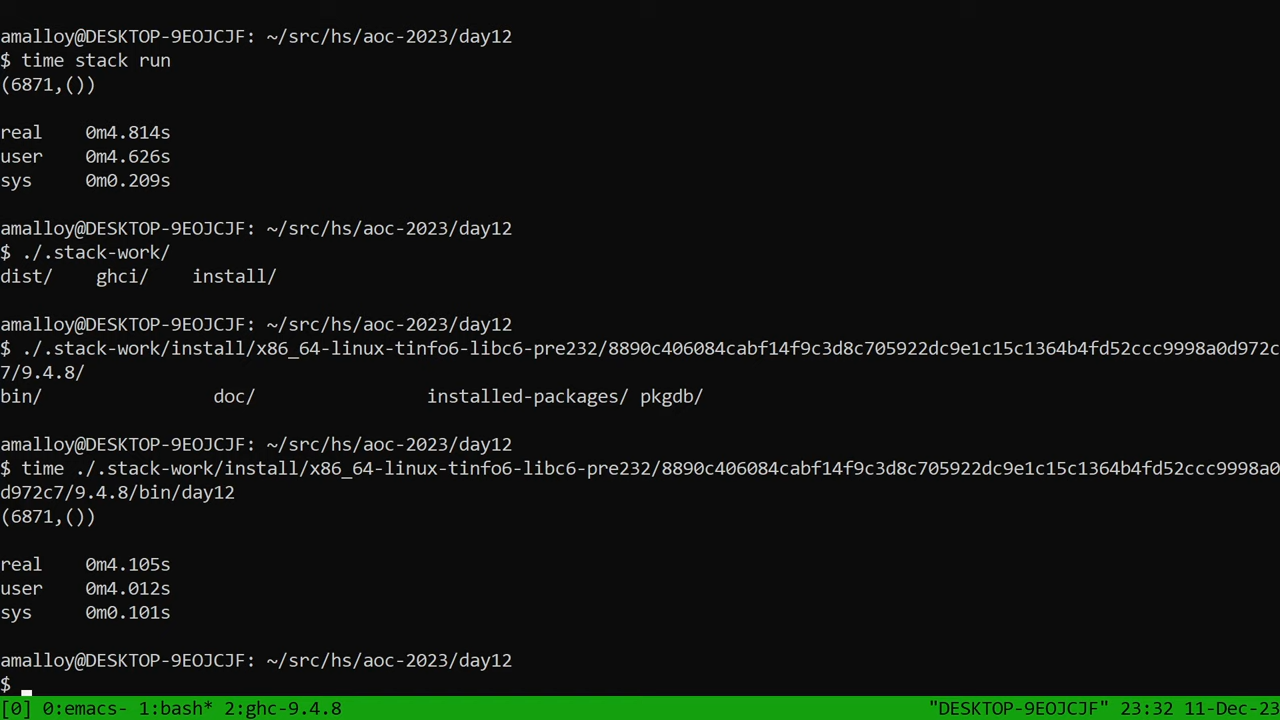 amalloy@DESKTOP-9EOJCJF: ~/src/hs/aoc-2023/day12
$ time stack run
(6871,())
real    0m4.814s
user    0m4.626s
sys     0m0.209s
amalloy@DESKTOP-9EOJCJF: ~/src/hs/aoc-2023/day12
$ ./.stack-work/
dist/    ghci/    install/
amalloy@DESKTOP-9EOJCJF: ~/src/hs/aoc-2023/day12
$ ./.stack-work/install/x86_64-linux-tinfo6-libc6-pre232/8890c406084cabf14f9c3d8c705922dc9e1c15c1364b4fd52ccc9998a0d972c
7/9.4.8/
bin/                doc/                installed-packages/ pkgdb/
amalloy@DESKTOP-9EOJCJF: ~/src/hs/aoc-2023/day12
$ time ./.stack-work/install/x86_64-linux-tinfo6-libc6-pre232/8890c406084cabf14f9c3d8c705922dc9e1c15c1364b4fd52ccc9998a0
d972c7/9.4.8/bin/day12
(6871,())
real    0m4.105s
user    0m4.012s
sys     0m0.101s
amalloy@DESKTOP-9EOJCJF: ~/src/hs/aoc-2023/day12
$
[0] 0:emacs- 1:bash* 2:ghc-9.4.8 "DESKTOP-9EOJCJF" 23:32 11-Dec-23